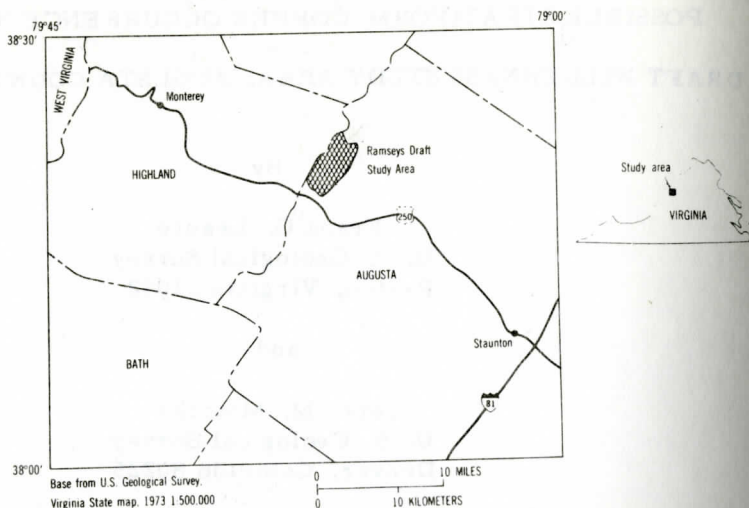 79°45'
79°00'
38°30'
WEST VIRGINIA
Monterey
HIGHLAND
Ramseys Draft
Study Area
Study area
VIRGINIA
250
AUGUSTA
Staunton
BATH
81
38°00'
Base from U.S. Geological Survey.
Virginia State map, 1973 1:500,000
0 10 MILES
0 10 KILOMETERS